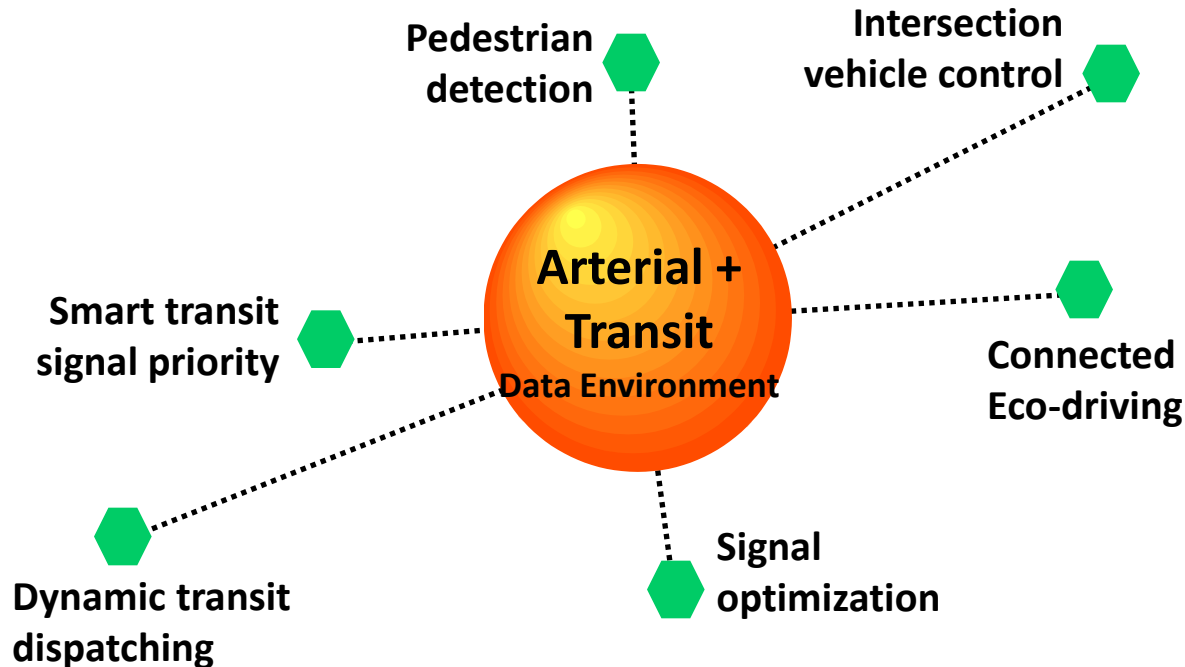 Pedestrian
detection
Intersection
vehicle control
Arterial +
Transit
Data Environment
Smart transit
signal priority
Connected
Eco-driving
Dynamic transit
dispatching
Signal
optimization